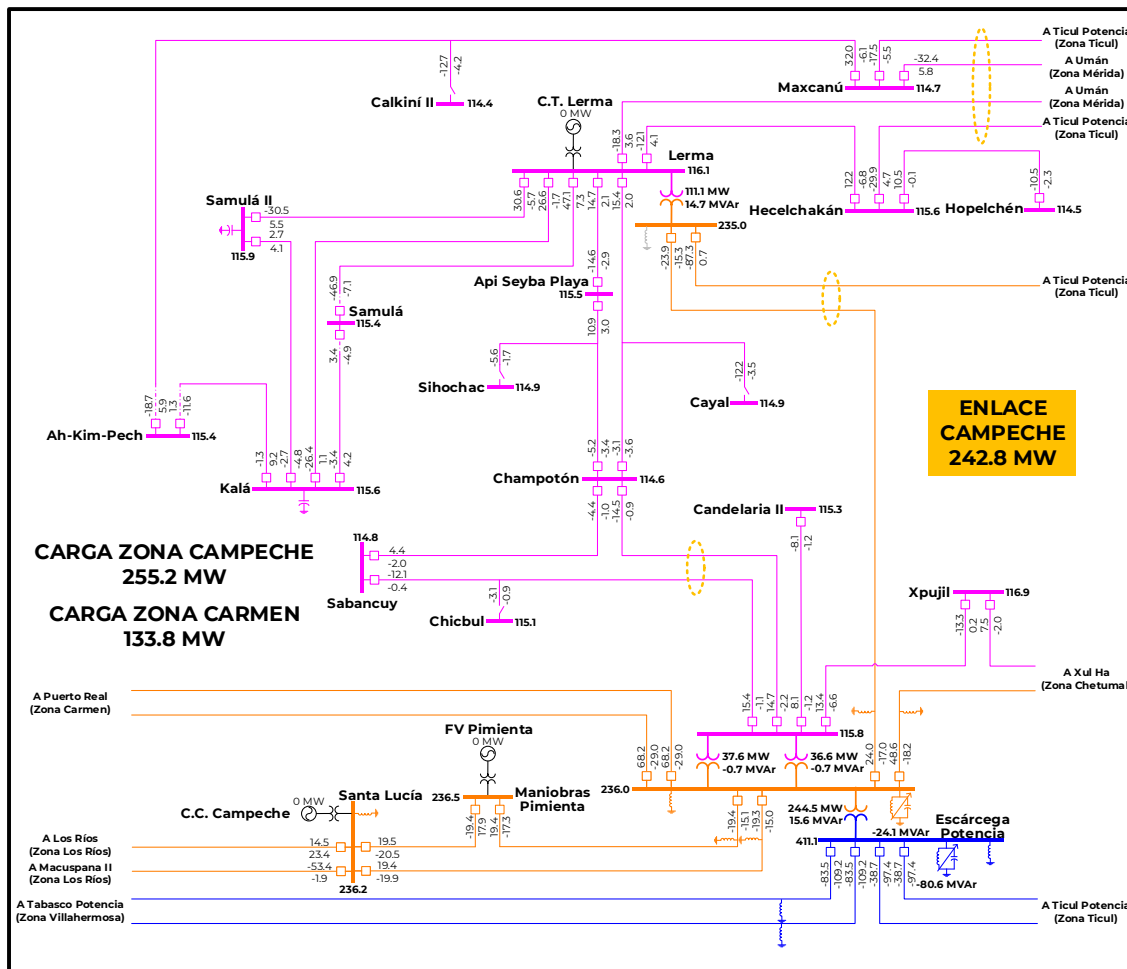 A Ticul Potencia
(Zona Ticul)
A Umán
(Zona Mérida)
A Umán
(Zona Mérida)
A Ticul Potencia
(Zona Ticul)
32.0
-6.1
-17.5
-5.5
-32.4
5.8
Maxcanú
114.7
-12.7
-4.2
Calkiní II
114.4
C.T. Lerma
0 MW
-18.3
3.6
-12.1
4.1
Lerma
116.1
30.6
-5.7
26.6
-1.7
47.1
7.3
14.7
2.1
15.4
2.0
111.1 MW
14.7 MVAr
235.0
-23.9
-15.3
-87.3
0.7
12.2
-6.8
-29.9
4.7
10.5
-0.1
Hecelchakán
115.6
-10.5
-2.3
Hopelchén
114.5
Samulá II
-30.5
5.5
2.7
4.1
115.9
A Ticul Potencia
(Zona Ticul)
-14.6
-2.9
Api Seyba Playa
115.5
10.9
3.0
-46.9
-7.1
Samulá
115.4
3.4
-4.9
-5.6
-1.7
Sihochac
114.9
-12.2
-3.5
Cayal
114.9
-18.7
5.9
1.3
-11.6
Ah-Kim-Pech
115.4
-1.3
9.2
-2.7
-4.8
-26.4
1.1
-3.4
4.2
Kalá
115.6
ENLACE
CAMPECHE
242.8 MW
-5.2
-3.4
-3.1
-3.6
Champotón
114.6
-4.4
-1.0
-14.5
-0.9
Candelaria II
115.3
-8.1
-1.2
CARGA ZONA CAMPECHE
255.2 MW
CARGA ZONA CARMEN
133.8 MW
114.8
4.4
-2.0
-12.1
-0.4
Sabancuy
-3.1
-0.9
Chicbul
115.1
Xpujil
116.9
-13.3
0.2
7.5
-2.0
A Xul Ha
(Zona Chetumal)
A Puerto Real
(Zona Carmen)
15.4
-1.1
14.7
-2.2
8.1
-1.2
13.4
-6.6
115.8
37.6 MW
-0.7 MVAr
36.6 MW
-0.7 MVAr
68.2
-29.0
68.2
-29.0
24.0
-17.0
48.6
-18.2
236.0
FV Pimienta
0 MW
236.5
Maniobras
Pimienta
-19.4
17.9
19.4
-17.3
-19.4
-15.1
-19.3
-15.0
C.C. Campeche
0 MW
Santa Lucía
14.5
23.4
-53.4
-1.9
19.5
-20.5
19.4
-19.9
236.2
A Los Ríos
(Zona Los Ríos)
A Macuspana II
(Zona Los Ríos)
244.5 MW
15.6 MVAr
-24.1 MVAr
Escárcega
Potencia
411.1
-83.5
-109.2
-83.5
-109.2
-38.7
-97.4
-38.7
-97.4
-80.6 MVAr
A Tabasco Potencia
(Zona Villahermosa)
A Ticul Potencia
(Zona Ticul)